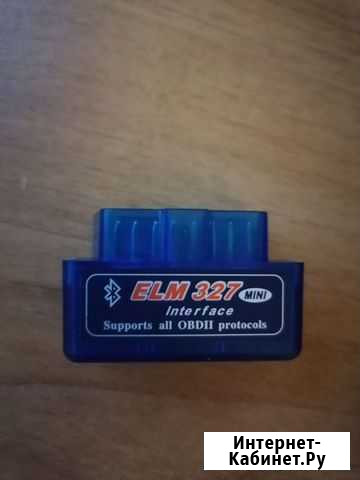 ELM 327 MINI
Interface
Supports all OBDII protocols
Интернет-
Кабинет.Ру